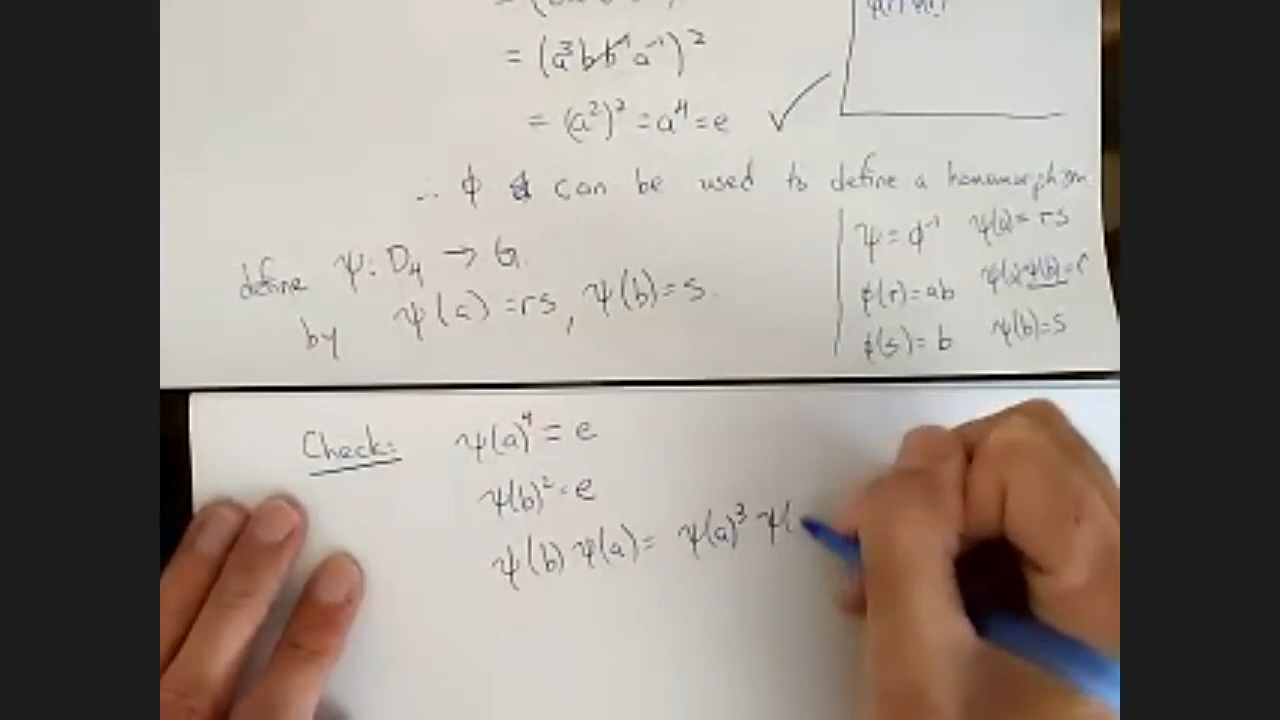 = (a³bb⁻¹a⁻¹)²
= (a²)² = a⁴ = e ✓
∴ ϕ can be used to define a homomorphism
define ψ: D₄ → G
by ψ(a) = rs, ψ(b) = s.
ψ = ϕ⁻¹ ψ(a) = rs
ϕ(r) = ab ψ(a)ψ(b) = r
ϕ(s) = b ψ(b) = s
Check: ψ(a)⁴ = e
ψ(b)² = e
ψ(b) ψ(a) = ψ(a)³ ψ(